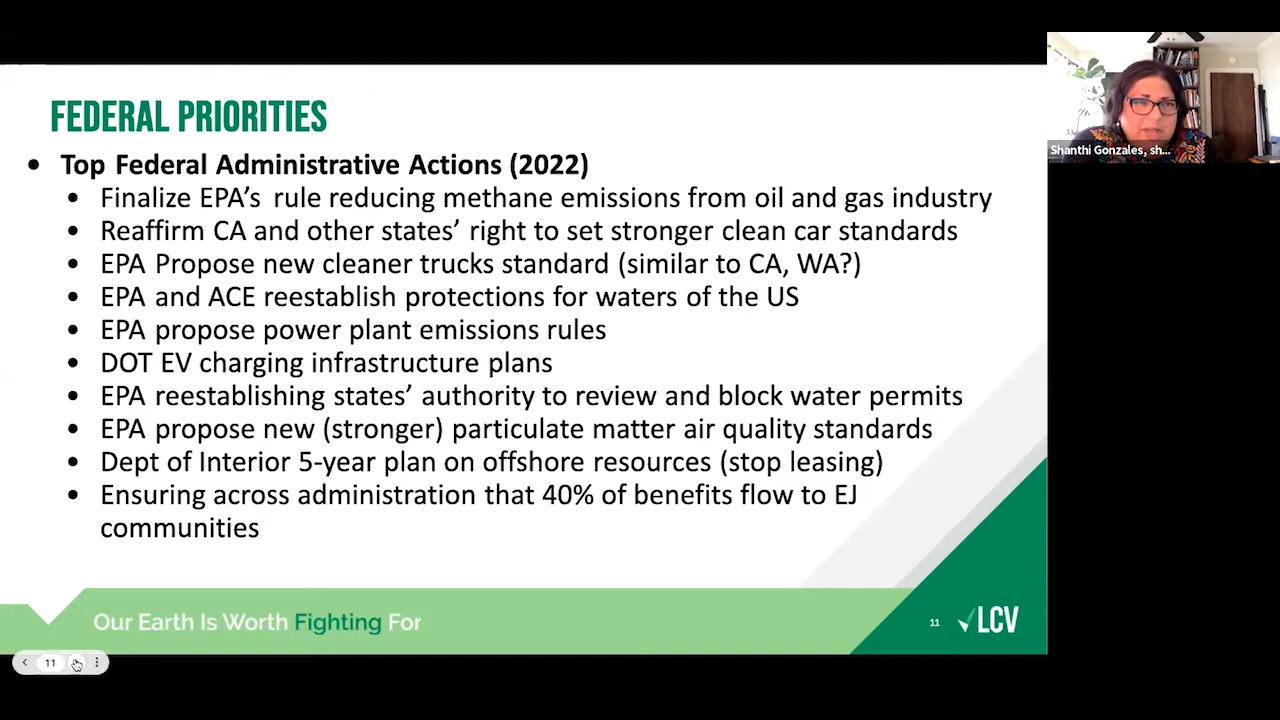 FEDERAL PRIORITIES
• Top Federal Administrative Actions (2022)
• Finalize EPA’s rule reducing methane emissions from oil and gas industry
• Reaffirm CA and other states’ right to set stronger clean car standards
• EPA Propose new cleaner trucks standard (similar to CA, WA?)
• EPA and ACE reestablish protections for waters of the US
• EPA propose power plant emissions rules
• DOT EV charging infrastructure plans
• EPA reestablishing states’ authority to review and block water permits
• EPA propose new (stronger) particulate matter air quality standards
• Dept of Interior 5-year plan on offshore resources (stop leasing)
• Ensuring across administration that 40% of benefits flow to EJ
communities
Our Earth Is Worth Fighting For
11
LCV
11
Shanthi Gonzales, sh...